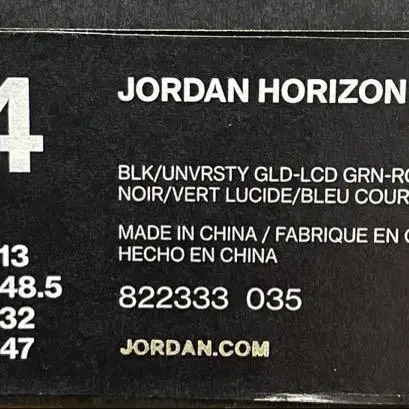 4
JORDAN HORIZON
BLK/UNVRSTY GLD-LCD GRN-RO
NOIR/VERT LUCIDE/BLEU COUR
MADE IN CHINA / FABRIQUE EN C
HECHO EN CHINA
13
48.5
32
47
822333 035
JORDAN.COM